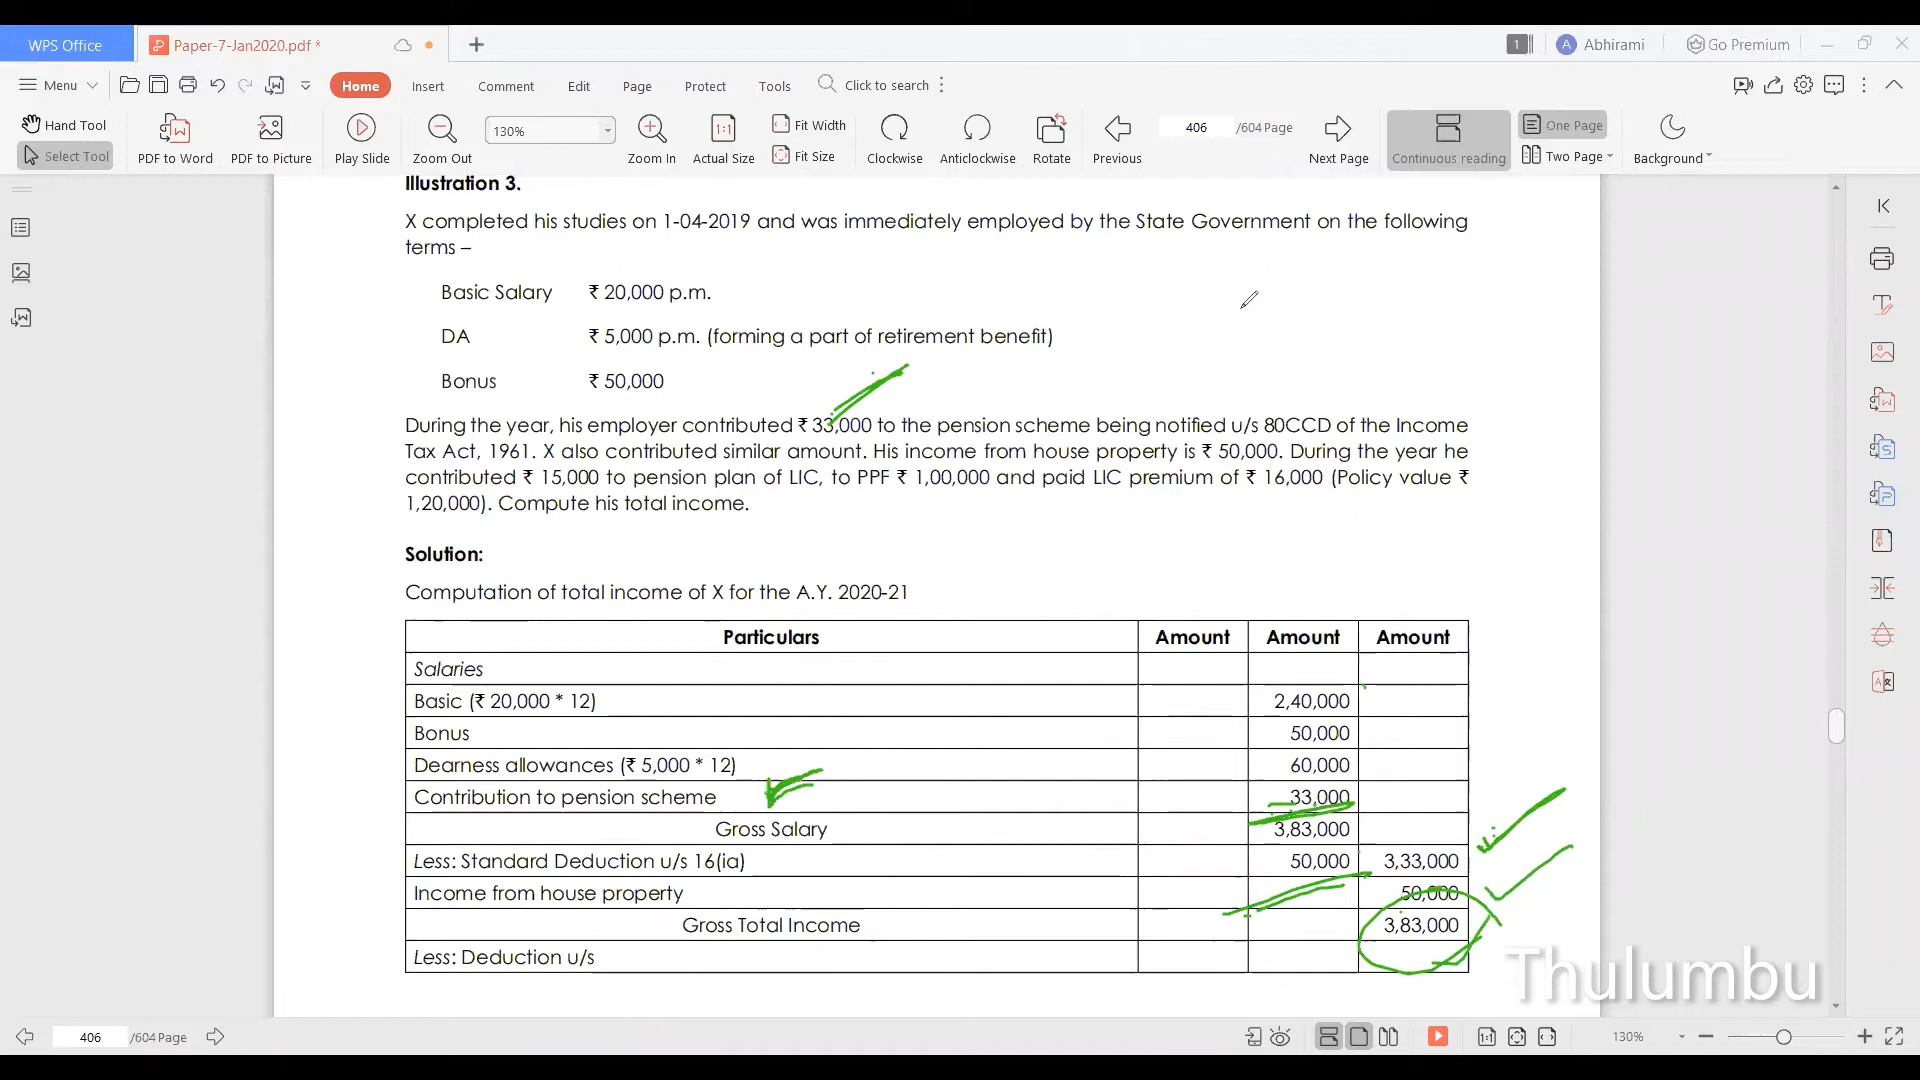 WPS Office
Paper-7-Jan2020.pdf *
1
A Abhirami
Go Premium
Menu
Home
Insert
Comment
Edit
Page
Protect
Tools
Click to search
Hand Tool
Select Tool
PDF to Word
PDF to Picture
Play Slide
Zoom Out
130%
Zoom In
1:1
Actual Size
Fit Width
Fit Size
Clockwise
Anticlockwise
Rotate
Previous
406 /604 Page
Next Page
Continuous reading
One Page
Two Page
Background
Illustration 3.
X completed his studies on 1-04-2019 and was immediately employed by the State Government on the following
terms –
Basic Salary ₹ 20,000 p.m.
DA ₹ 5,000 p.m. (forming a part of retirement benefit)
Bonus ₹ 50,000
During the year, his employer contributed ₹ 33,000 to the pension scheme being notified u/s 80CCD of the Income
Tax Act, 1961. X also contributed similar amount. His income from house property is ₹ 50,000. During the year he
contributed ₹ 15,000 to pension plan of LIC, to PPF ₹ 1,00,000 and paid LIC premium of ₹ 16,000 (Policy value ₹
1,20,000). Compute his total income.
Solution:
Computation of total income of X for the A.Y. 2020-21
Particulars Amount Amount Amount
Salaries
Basic (₹ 20,000 * 12) 2,40,000
Bonus 50,000
Dearness allowances (₹ 5,000 * 12) 60,000
Contribution to pension scheme 33,000
Gross Salary 3,83,000
Less: Standard Deduction u/s 16(ia) 50,000 3,33,000
Income from house property 50,000
Gross Total Income 3,83,000
Less: Deduction u/s
Thulumbu
406 /604 Page
1:1
130%